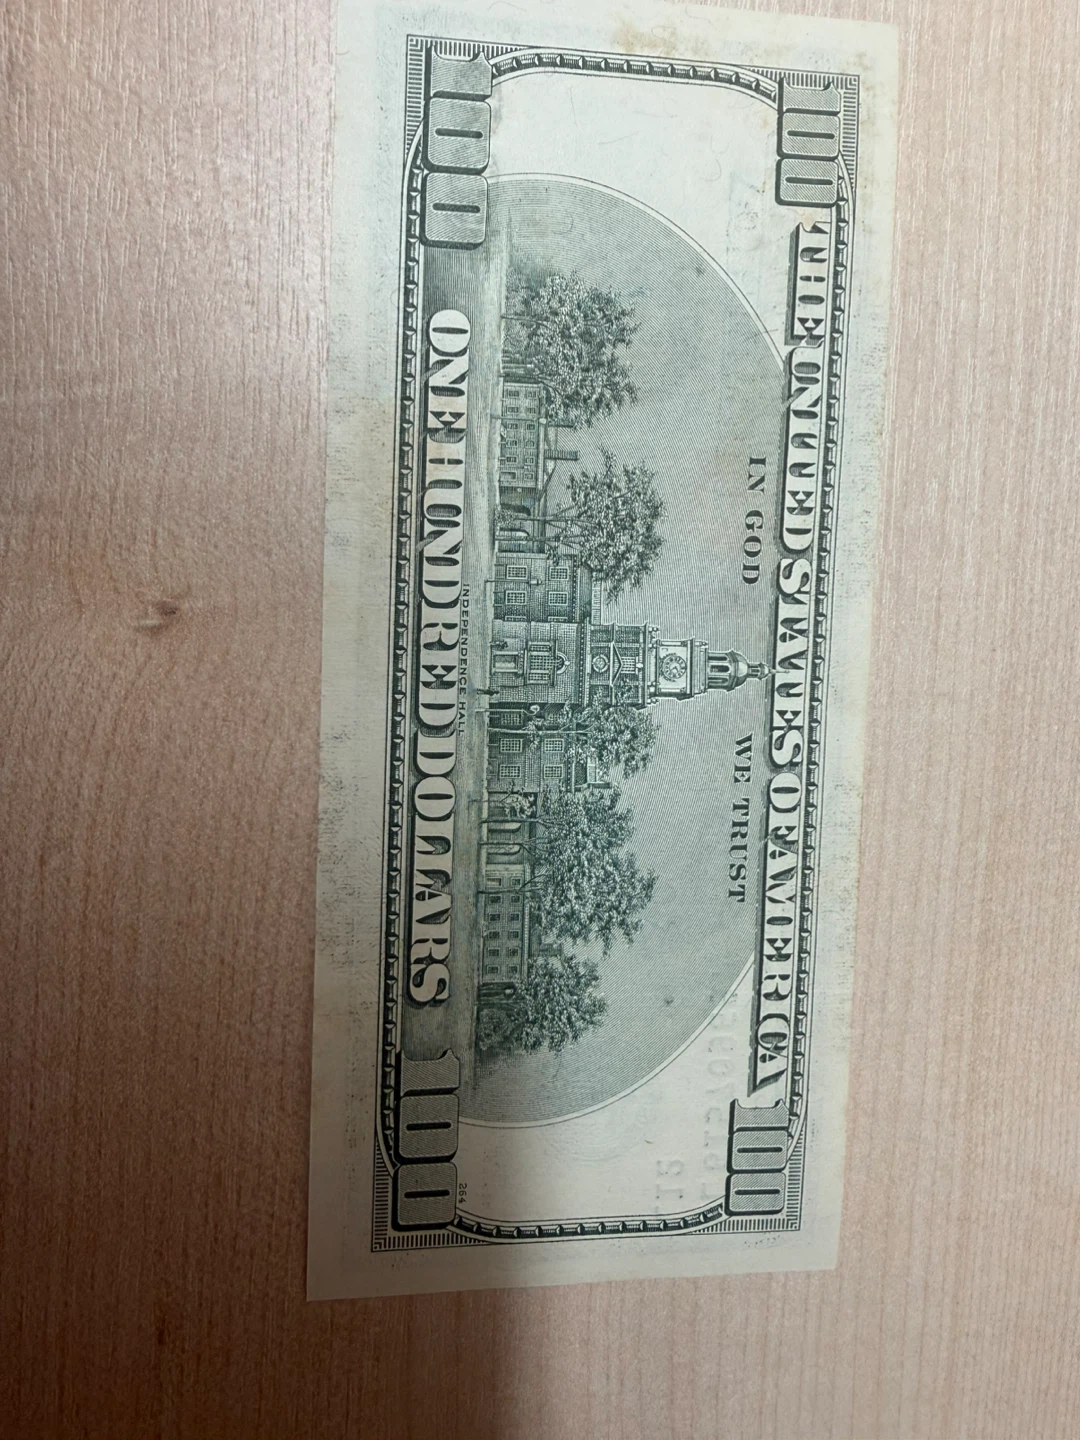 100 100
THE UNITED STATES OF AMERICA
IN GOD WE TRUST
INDEPENDENCE HALL
264
100 ONE HUNDRED DOLLARS 100